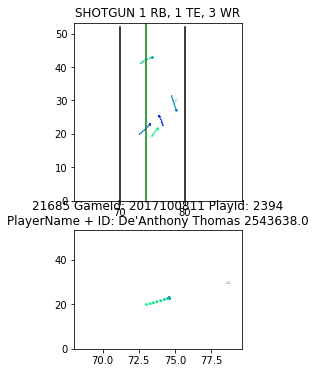 SHOTGUN 1 RB, 1 TE, 3 WR
50
40
30
20
10
0
70
80
21685 GameId: 2017100811 PlayId: 2394
PlayerName + ID: De'Anthony Thomas 2543638.0
40
20
0
70.0 72.5 75.0 77.5